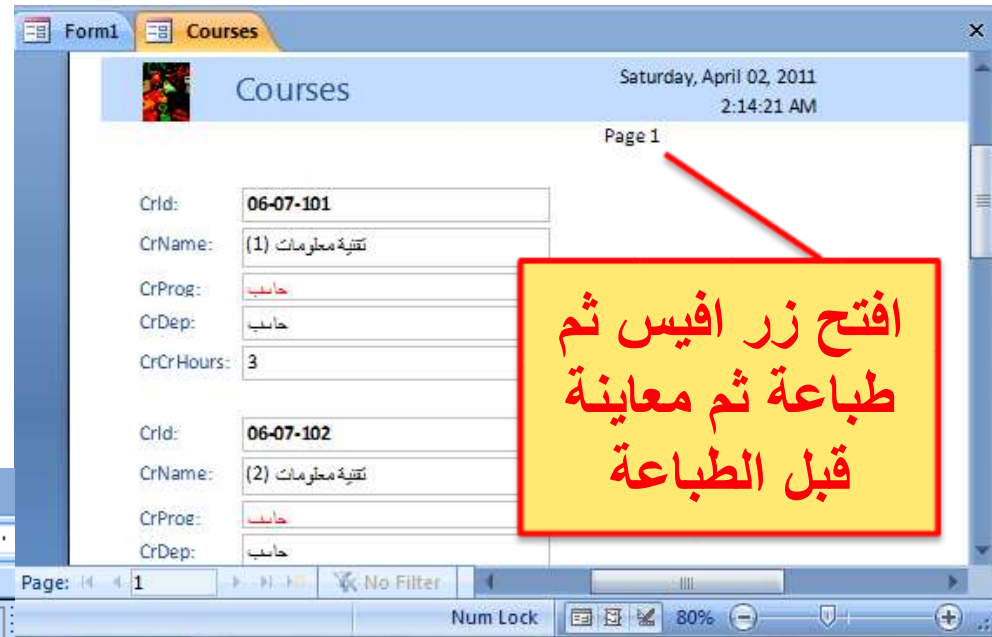 Form1 Courses
Courses
Saturday, April 02, 2011
2:14:21 AM
Page 1
CrId: 06-07-101
CrName: تقنية معلومات (1)
CrProg: حاسب
CrDep: حاسب
CrCrHours: 3
CrId: 06-07-102
CrName: تقنية معلومات (2)
CrProg: حاسب
CrDep: حاسب
افتح زر افيس ثم
طباعة ثم معاينة
قبل الطباعة
Page: 1 No Filter
Num Lock 80%